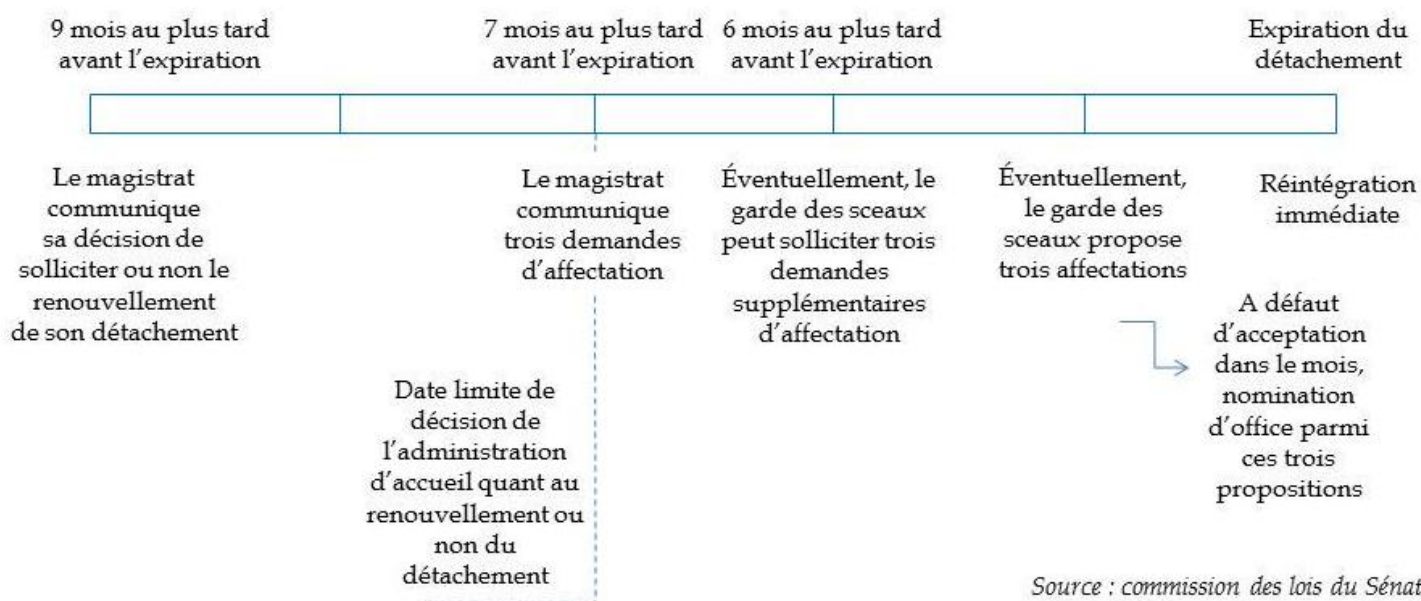 9 mois au plus tard
avant l’expiration
7 mois au plus tard
avant l’expiration
6 mois au plus tard
avant l’expiration
Expiration du
détachement
Le magistrat
communique
sa décision de
solliciter ou non le
renouvellement
de son détachement
Le magistrat
communique
trois demandes
d’affectation
Date limite de
décision de
l’administration
d’accueil quant au
renouvellement ou
non du
détachement
Éventuellement, le
garde des sceaux
peut solliciter trois
demandes
supplémentaires
d’affectation
Éventuellement,
le garde des
sceaux propose
trois affectations
Réintégration
immédiate
A défaut
d’acceptation
dans le mois,
nomination
d’office parmi
ces trois
propositions
Source : commission des lois du Sénat